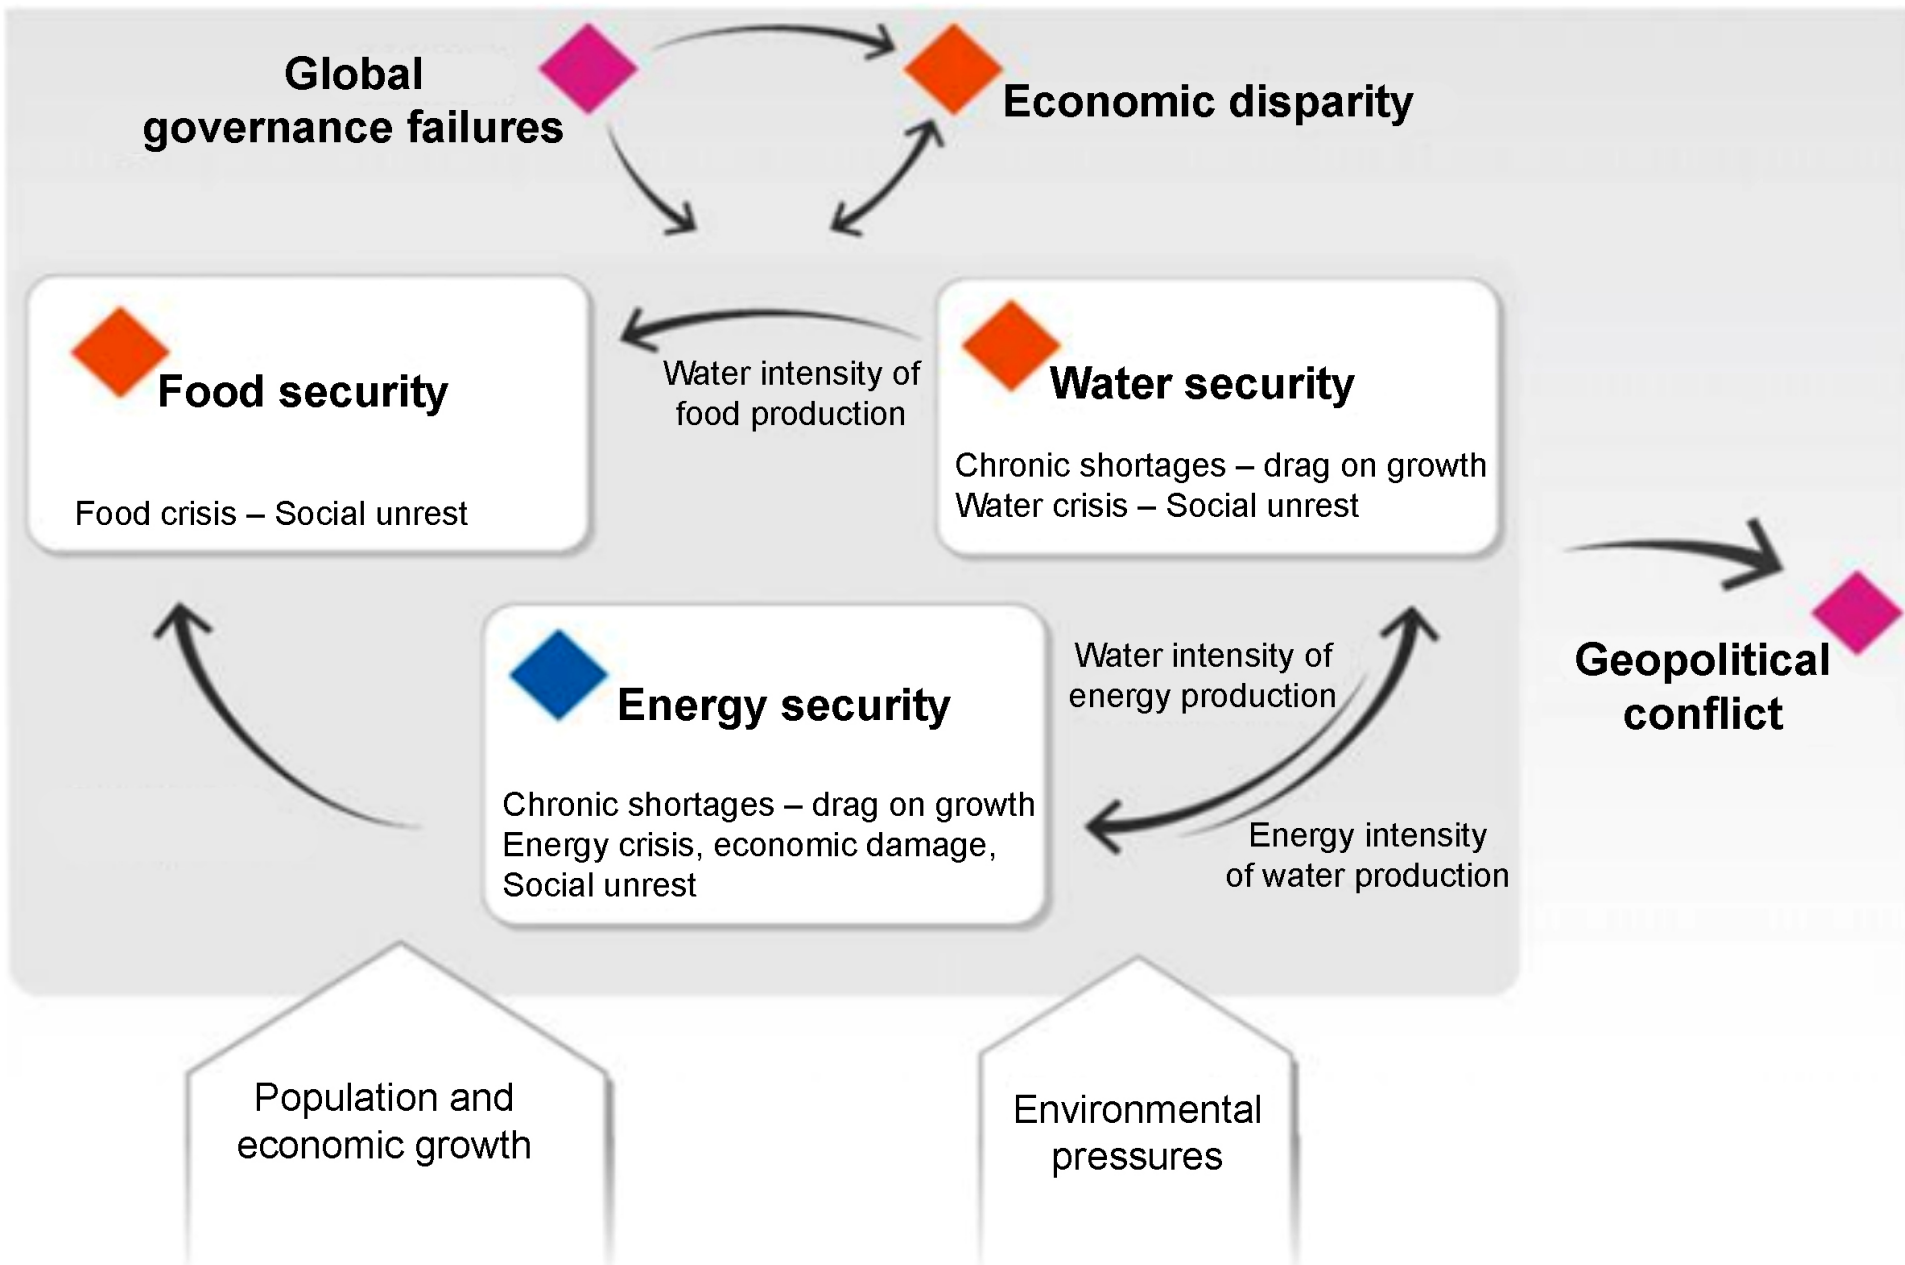 Global
governance failures
Economic disparity
Food security
Food crisis – Social unrest
Water intensity of
food production
Water security
Chronic shortages – drag on growth
Water crisis – Social unrest
Energy security
Chronic shortages – drag on growth
Energy crisis, economic damage,
Social unrest
Water intensity of
energy production
Energy intensity
of water production
Geopolitical
conflict
Population and
economic growth
Environmental
pressures